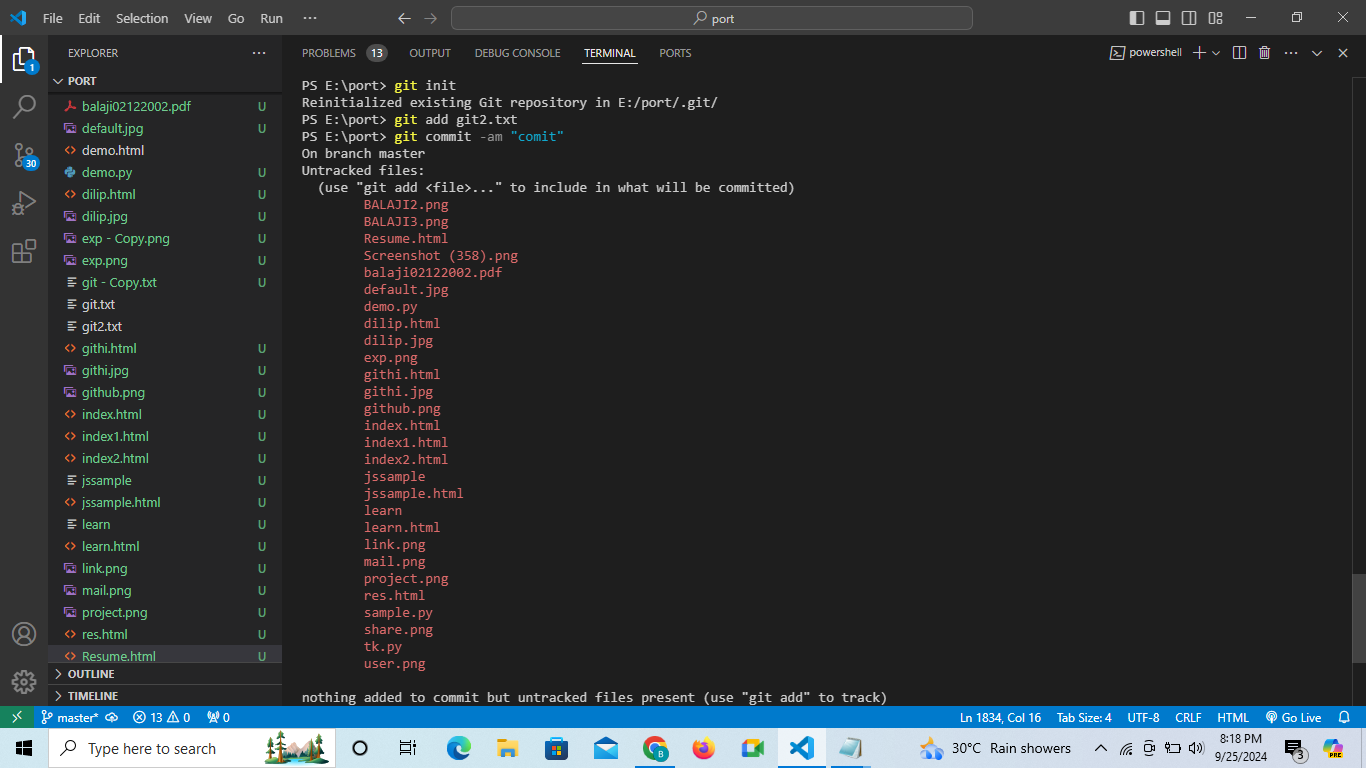 File Edit Selection View Go Run ···
port
EXPLORER
PORT
balaji02122002.pdf U
default.jpg U
demo.html
demo.py U
dilip.html U
dilip.jpg U
exp - Copy.png U
exp.png U
git - Copy.txt U
git.txt
git2.txt
githi.html U
githi.jpg U
github.png U
index.html U
index1.html U
index2.html U
jssample U
jssample.html U
learn U
learn.html U
link.png U
mail.png U
project.png U
res.html U
Resume.html U
OUTLINE
TIMELINE
1
30
PROBLEMS 13 OUTPUT DEBUG CONSOLE TERMINAL PORTS
powershell
PS E:\port> git init
Reinitialized existing Git repository in E:/port/.git/
PS E:\port> git add git2.txt
PS E:\port> git commit -am "comit"
On branch master
Untracked files:
(use "git add <file>..." to include in what will be committed)
BALAJI2.png
BALAJI3.png
Resume.html
Screenshot (358).png
balaji02122002.pdf
default.jpg
demo.py
dilip.html
dilip.jpg
exp.png
githi.html
githi.jpg
github.png
index.html
index1.html
index2.html
jssample
jssample.html
learn
learn.html
link.png
mail.png
project.png
res.html
sample.py
share.png
tk.py
user.png
nothing added to commit but untracked files present (use "git add" to track)
master* 13 0 0 Ln 1834, Col 16 Tab Size: 4 UTF-8 CRLF HTML Go Live
Type here to search
30°C Rain showers
8:18 PM
9/25/2024
3
PRE